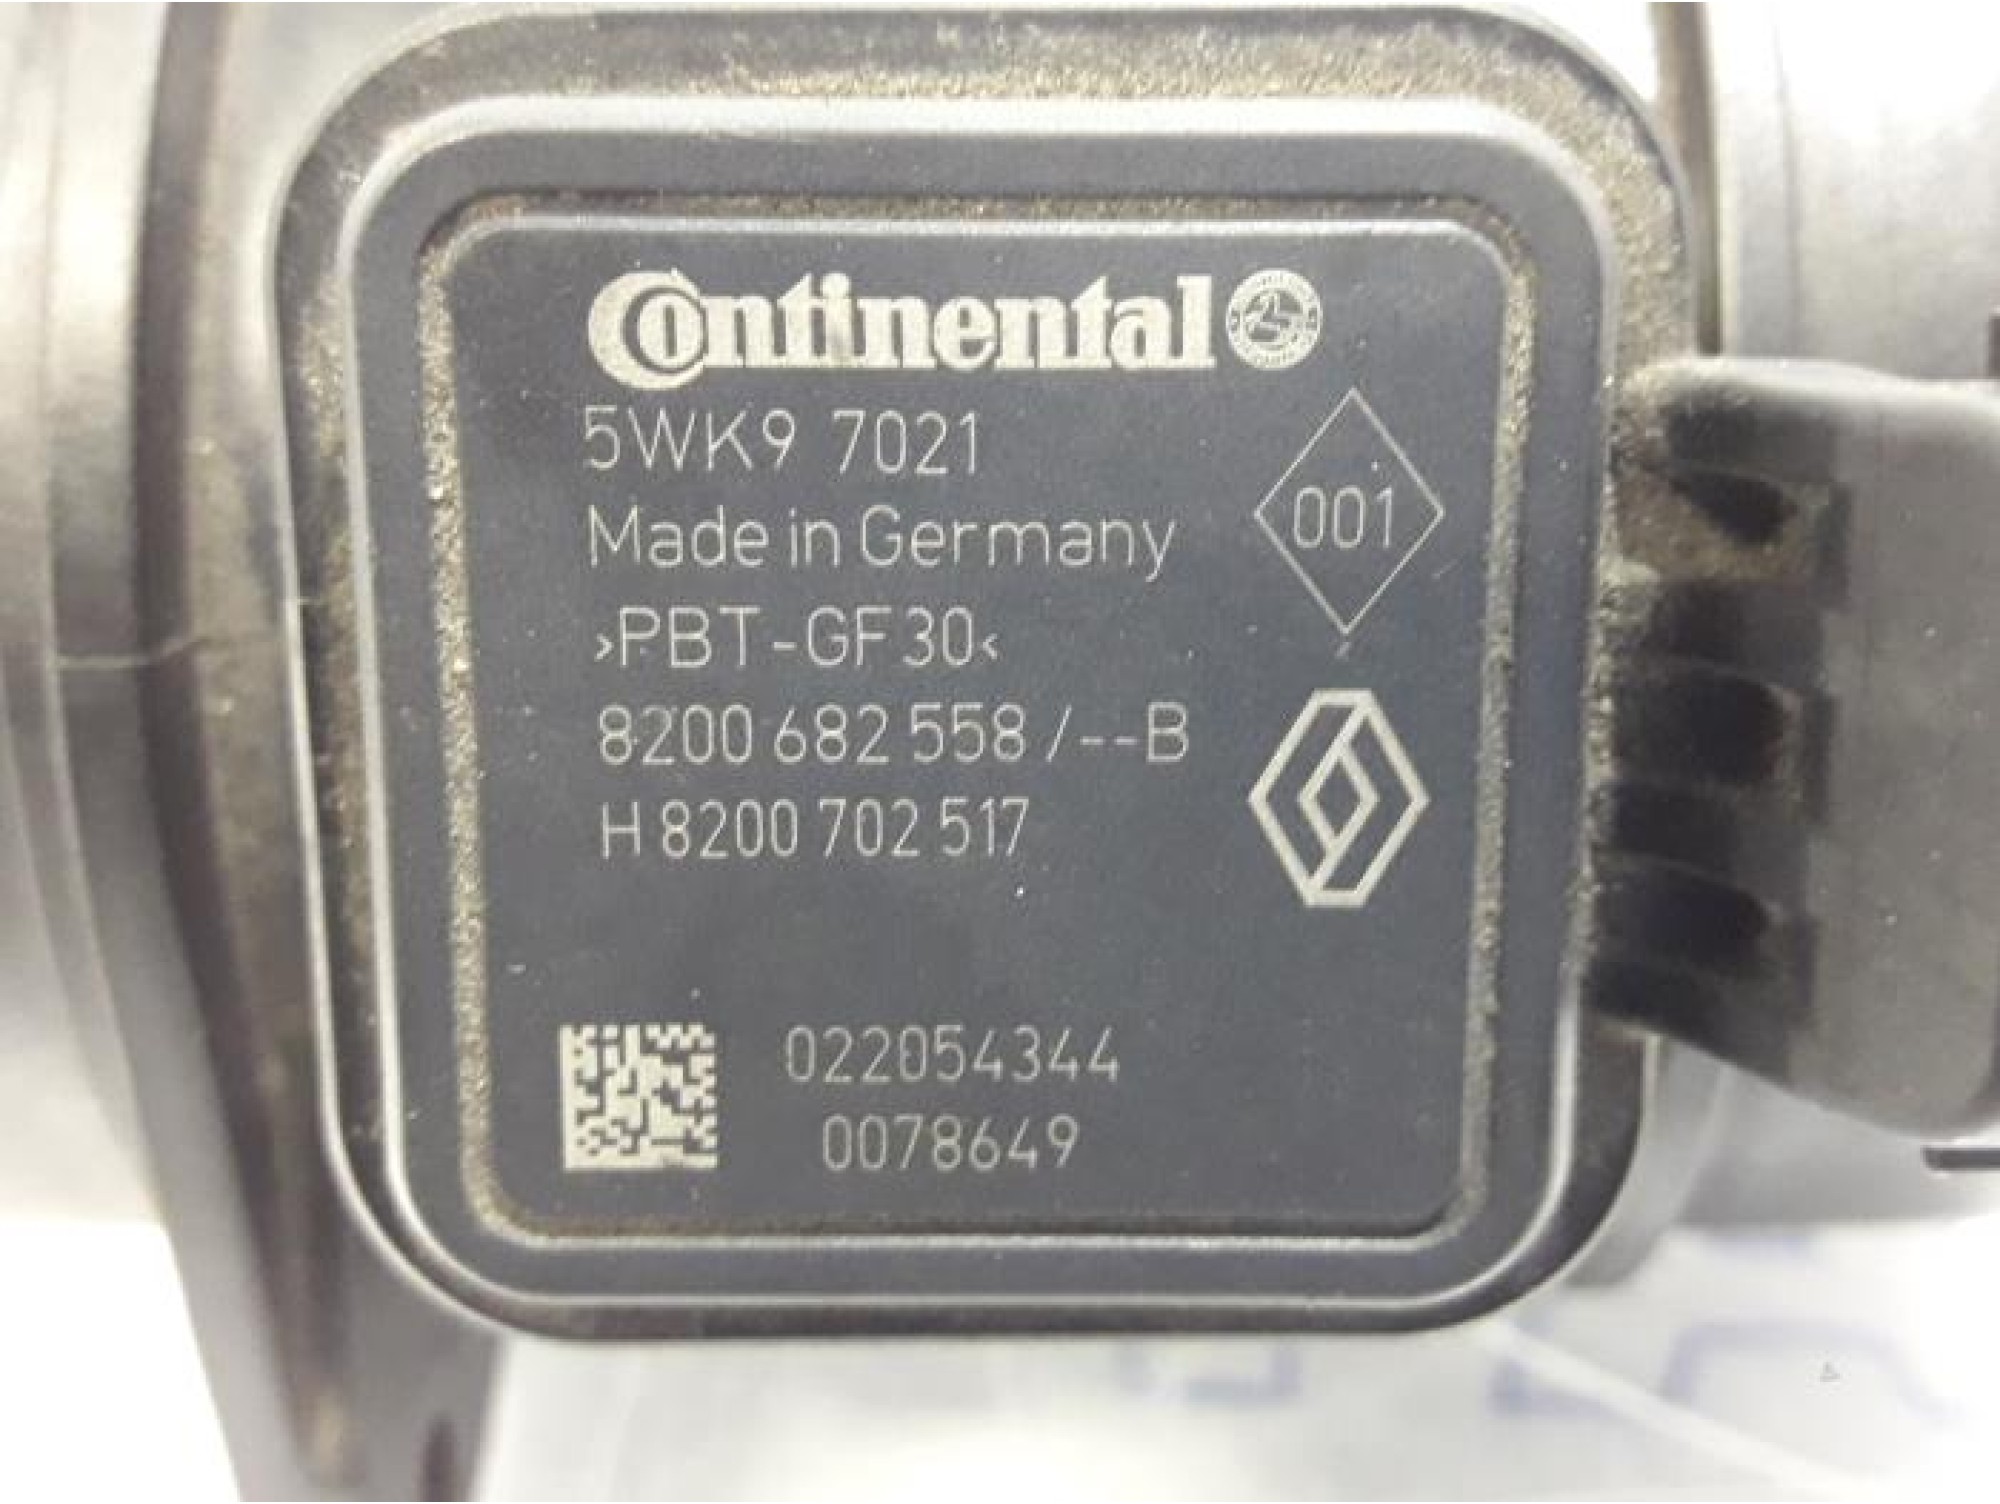 Continental
5WK9 7021
001
Made in Germany
>PBT-GF30<
8200 682 558 /--B
H 8200 702 517
022054344
0078649